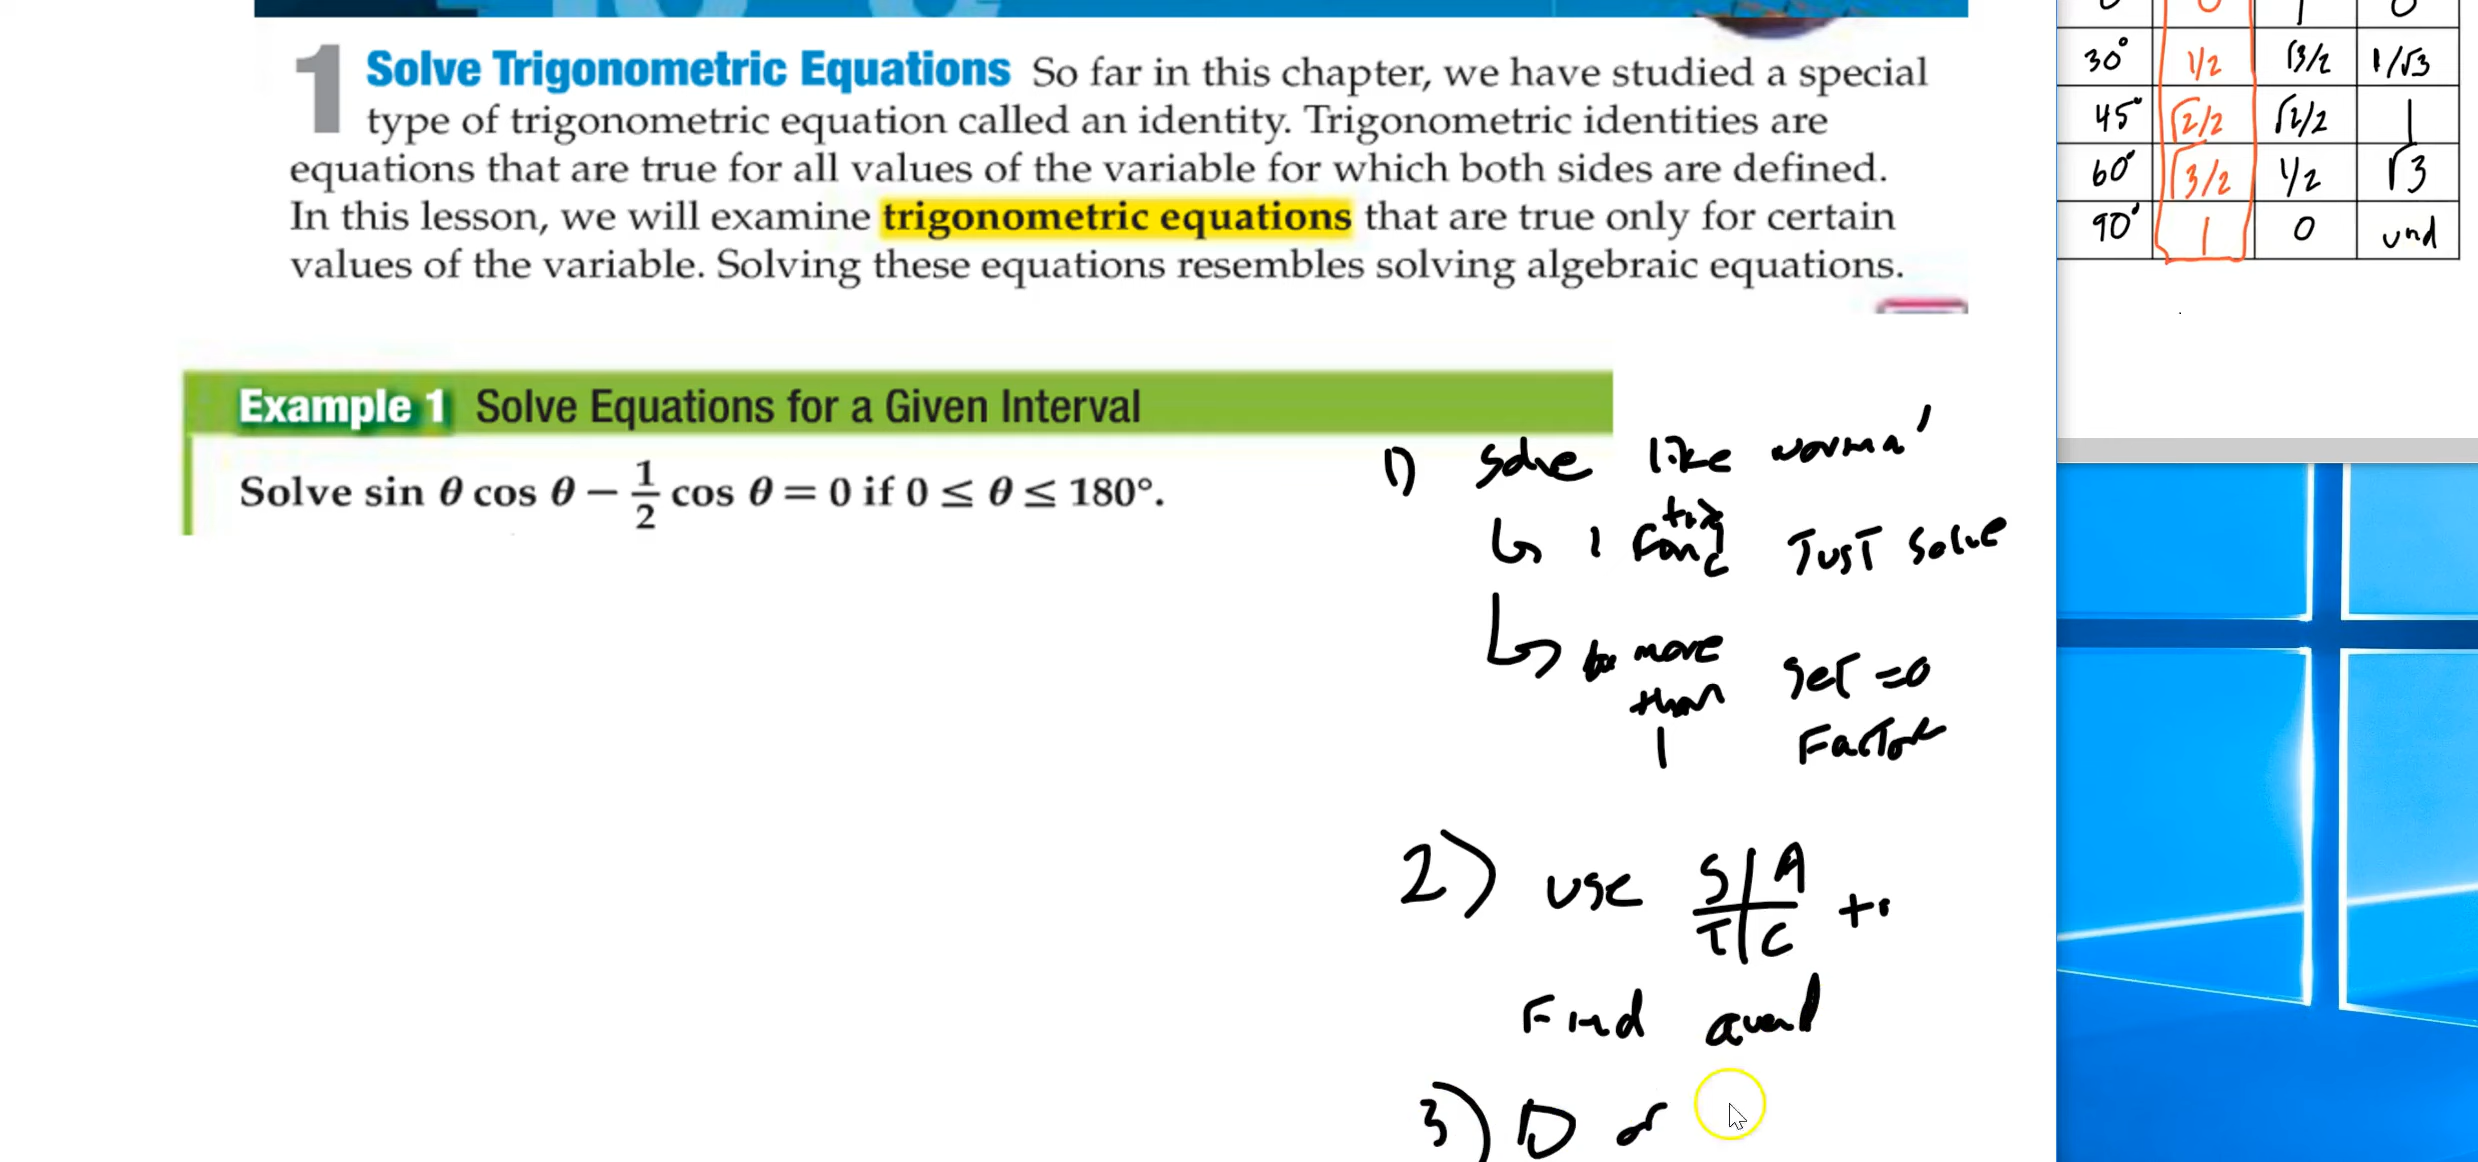 1 Solve Trigonometric Equations So far in this chapter, we have studied a special
type of trigonometric equation called an identity. Trigonometric identities are
equations that are true for all values of the variable for which both sides are defined.
In this lesson, we will examine trigonometric equations that are true only for certain
values of the variable. Solving these equations resembles solving algebraic equations.
Example 1 Solve Equations for a Given Interval
Solve sin θ cos θ − 1/2 cos θ = 0 if 0 ≤ θ ≤ 180°.
1) Solve like normal
↳ 1 trig func Just solve
↳ more than 1 set = 0
Factor
2) Use S A T C to
Find
3) D or
0 0 1 0
30° 1/2 √3/2 1/√3
45° √2/2 √2/2 1
60° √3/2 1/2 √3
90° 1 0 und